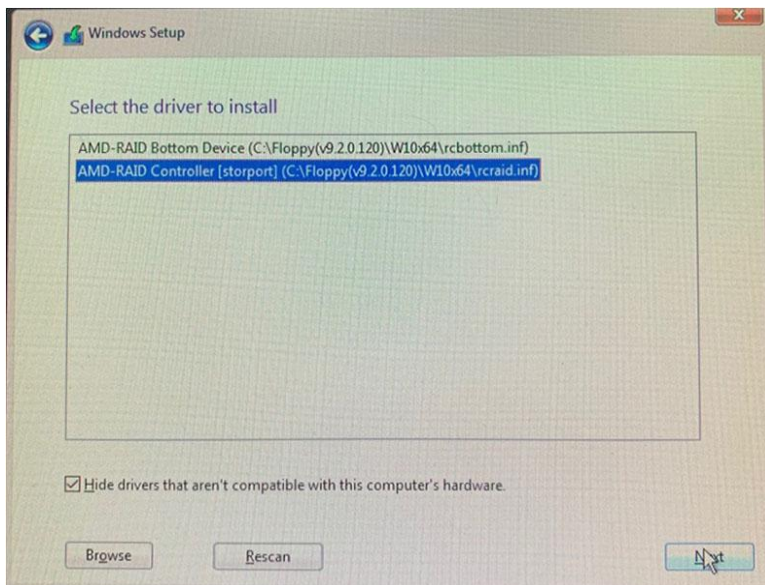 Windows Setup
Select the driver to install
AMD-RAID Bottom Device (C:\Floppy(v9.2.0.120)\W10x64\rcbottom.inf)
AMD-RAID Controller [storport] (C:\Floppy(v9.2.0.120)\W10x64\rcraid.inf)
Hide drivers that aren't compatible with this computer's hardware.
Browse
Rescan
Next